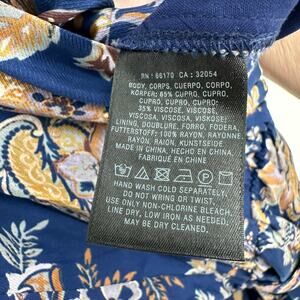 RN : 66170 CA : 32054
BODY, CORPS, CUERPO, CORPO,
KÖRPER: 65% CUPRO, CUPRO,
CUPRO, CUPRO, CUPRO;
35% VISCOSE, VISCOSE,
VISCOSA, VISCOSA, VISKOSE;
LINING, DOUBLURE, FORRO, FODERA,
FUTTERSTOFF: 100% RAYON, RAYONNE,
RAYON, RAION, KUNSTSEIDE
MADE IN CHINA, HECHO EN CHINA,
FABRIQUÉ EN CHINE
HAND WASH COLD SEPARATELY.
DO NOT WRING OR TWIST.
USE ONLY NON-CHLORINE BLEACH.
LINE DRY, LOW IRON AS NEEDED.
MAY BE DRY CLEANED.